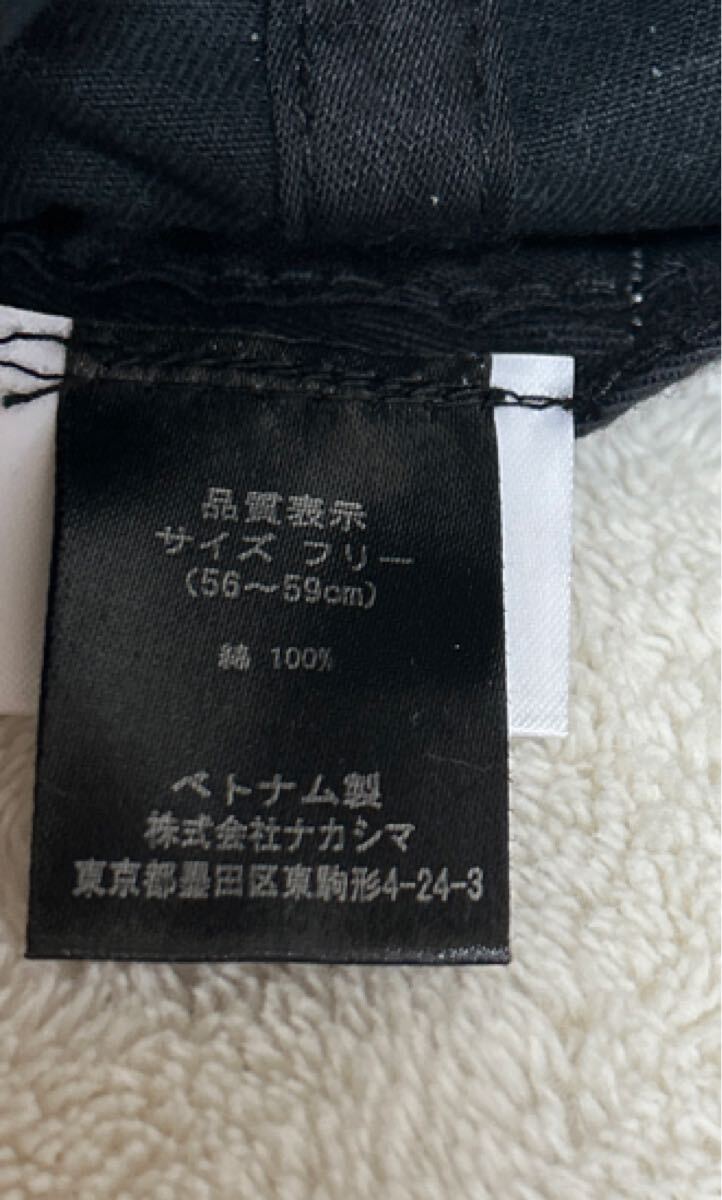 品質表示
サイズ フリー
(56〜59cm)
綿 100%
ベトナム製
株式会社ナカシマ
東京都墨田区東駒形4-24-3